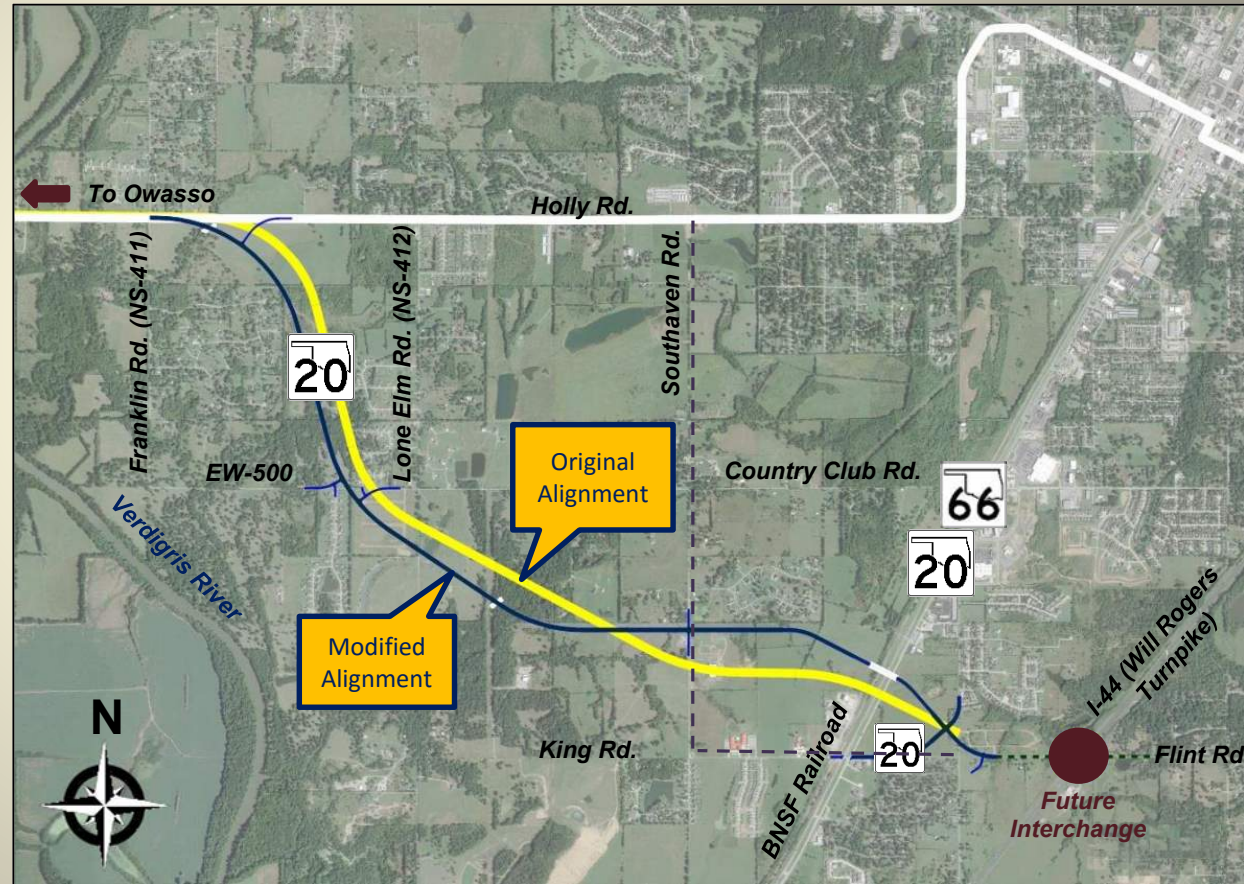 To Owasso
Holly Rd.
Franklin Rd. (NS-411)
Lone Elm Rd. (NS-412)
Southaven Rd.
20
EW-500
Original
Alignment
Country Club Rd.
66
20
Verdigris River
Modified
Alignment
I-44 (Will Rogers
Turnpike)
N
King Rd.
BNSF Railroad
20
Flint Rd
Future
Interchange